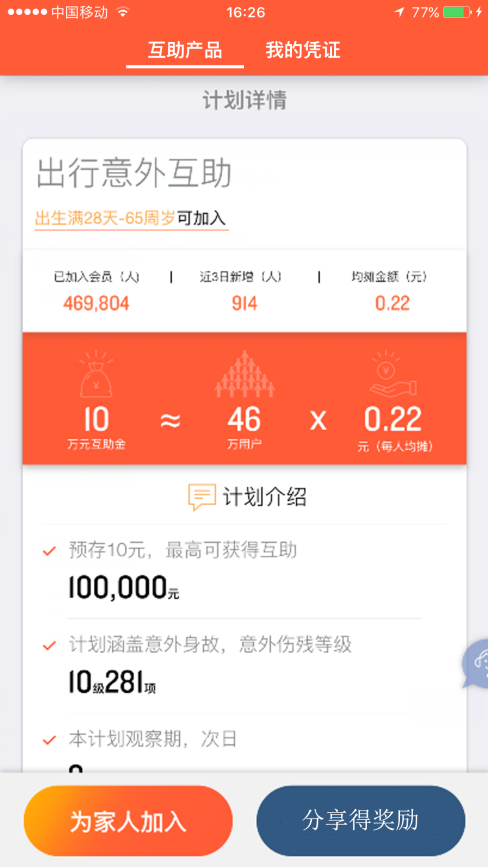 中国移动 16:26 77%
互助产品 我的凭证
计划详情
出行意外互助
出生满28天-65周岁可加入
已加入会员（人） | 近3日新增（人） | 均摊金额（元）
469,804 914 0.22
¥ ¥
10 ≈ 46 x 0.22
万元互助金 万用户 元（每人均摊）
计划介绍
预存10元，最高可获得互助
100,000元
计划涵盖意外身故，意外伤残等级
10级281项
本计划观察期，次日
为家人加入 分享得奖励